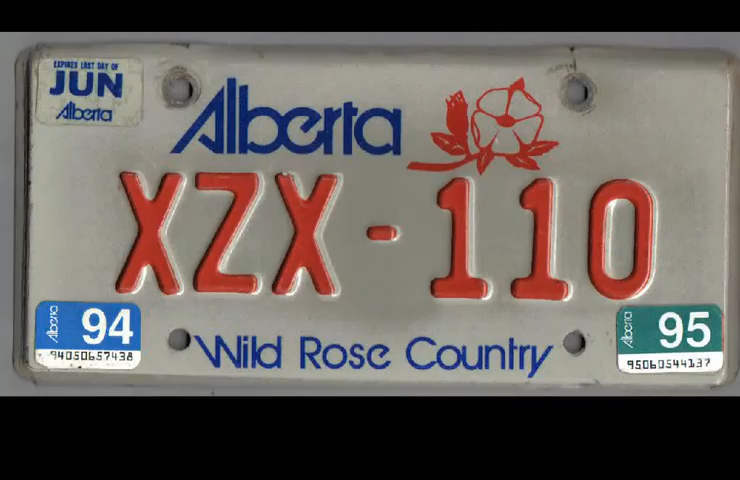 EXPIRES LAST DAY OF
JUN
Alberta
Alberta
XZX-110
Alberta 94
94050657438
Wild Rose Country
Alberta 95
95060544137